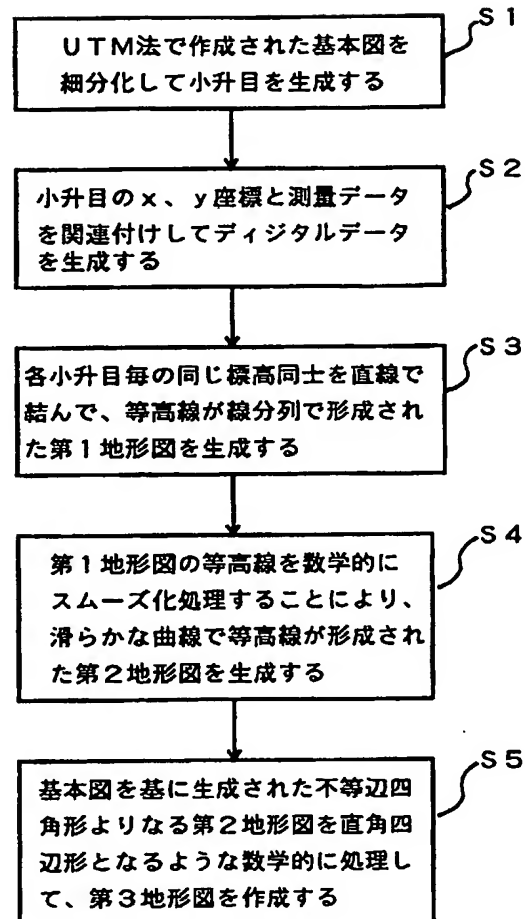 S1
UTM法で作成された基本図を
細分化して小升目を生成する
S2
小升目のx、y座標と測量データ
を関連付けしてディジタルデータ
を生成する
S3
各小升目毎の同じ標高同士を直線で
結んで、等高線が線分列で形成され
た第1地形図を生成する
S4
第1地形図の等高線を数学的に
スムーズ化処理することにより、
滑らかな曲線で等高線が形成され
た第2地形図を生成する
S5
基本図を基に生成された不等辺四
角形よりなる第2地形図を直角四
辺形となるような数学的に処理し
て、第3地形図を作成する